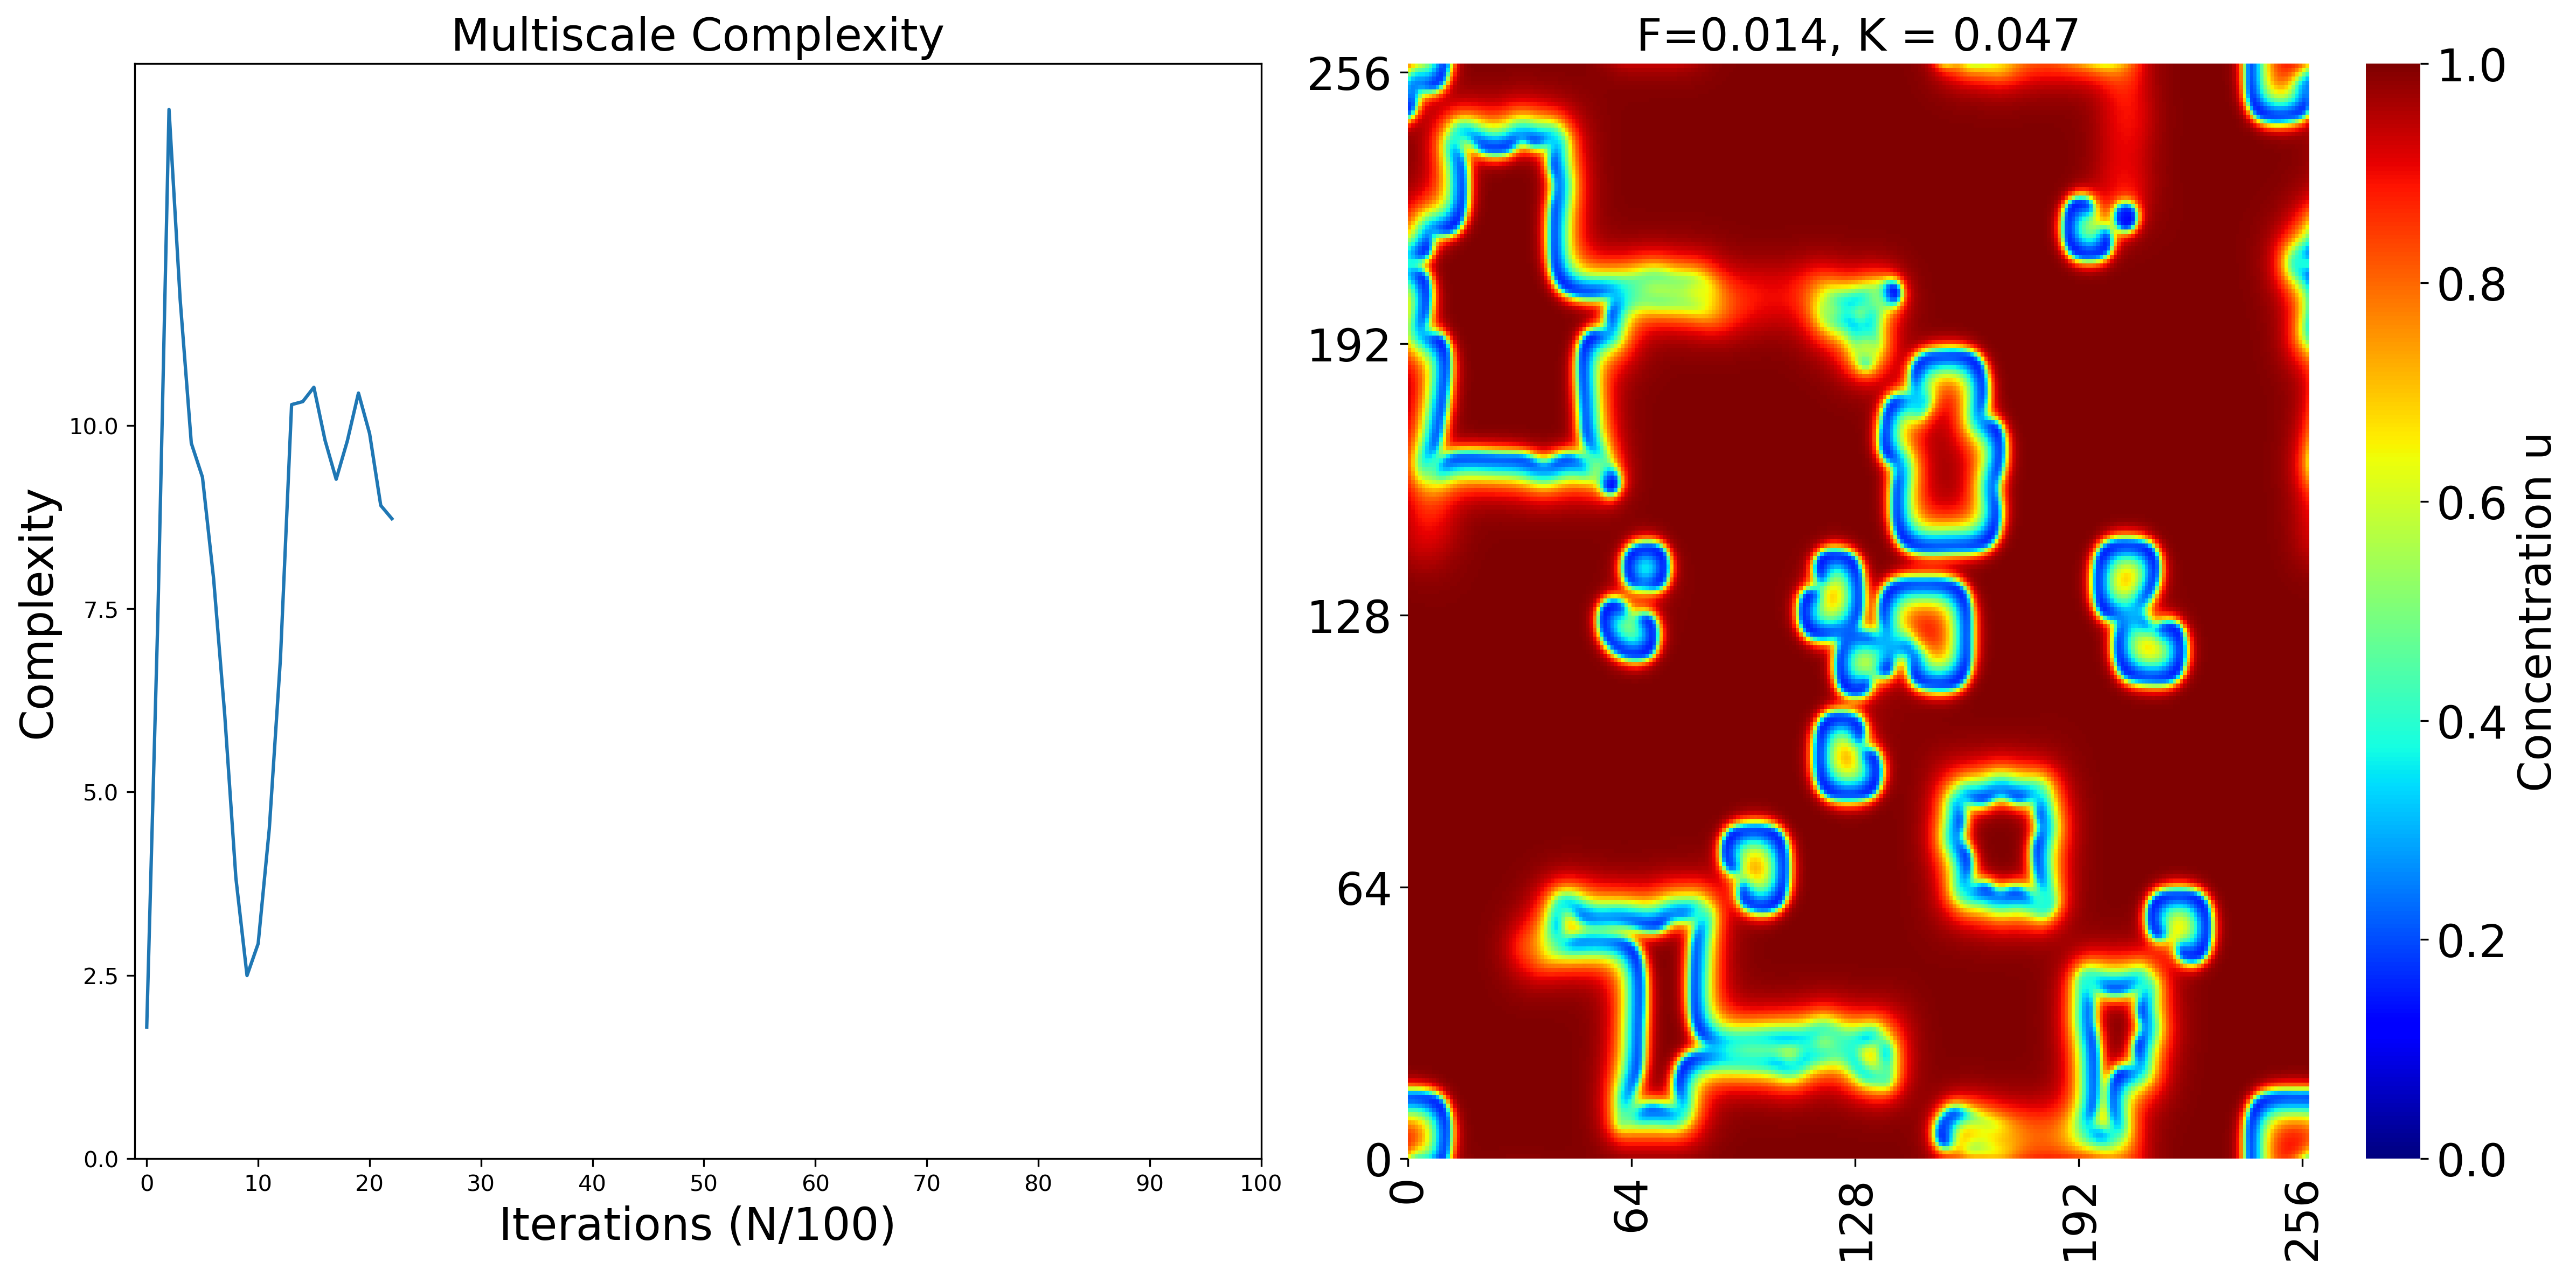 Multiscale Complexity
Complexity
10.0
7.5
5.0
2.5
0.0
0 10 20 30 40 50 60 70 80 90 100
Iterations (N/100)
F=0.014, K = 0.047
256
192
128
64
0
0 64 128 192 256
1.0
0.8
0.6
0.4
0.2
0.0
Concentration u